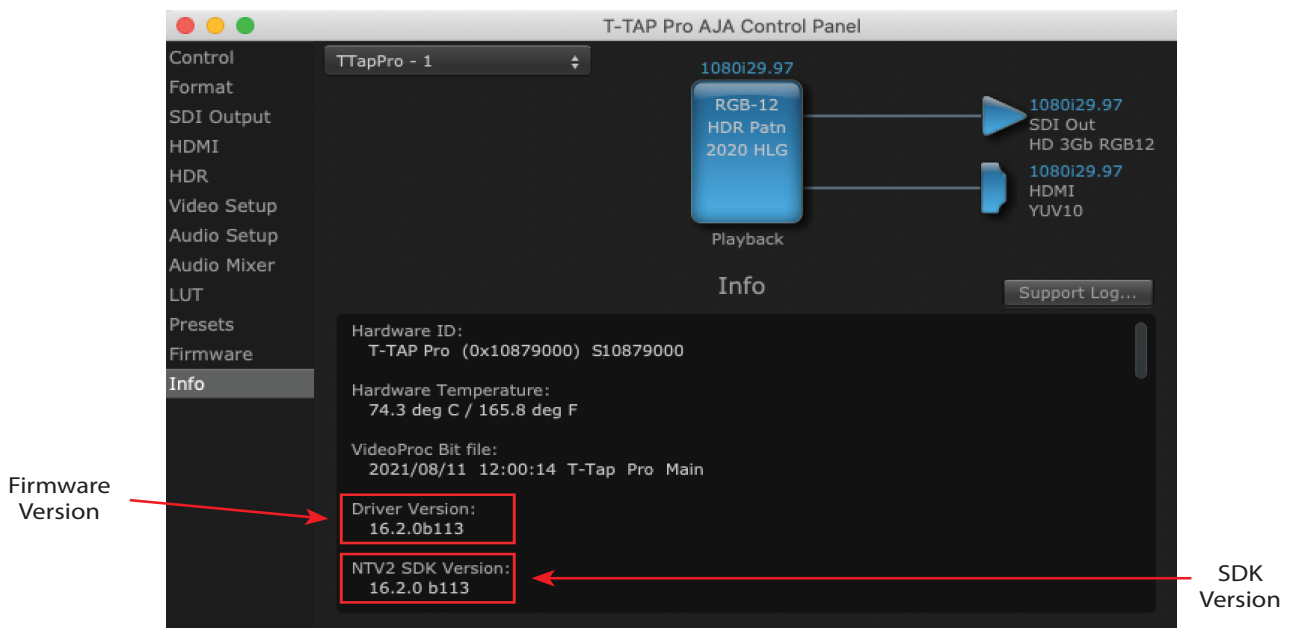 T-TAP Pro AJA Control Panel
Control
Format
SDI Output
HDMI
HDR
Video Setup
Audio Setup
Audio Mixer
LUT
Presets
Firmware
Info
TTapPro - 1
1080i29.97
RGB-12
HDR Patn
2020 HLG
Playback
1080i29.97
SDI Out
HD 3Gb RGB12
1080i29.97
HDMI
YUV10
Info
Support Log...
Hardware ID:
T-TAP Pro (0x10879000) S10879000
Hardware Temperature:
74.3 deg C / 165.8 deg F
VideoProc Bit file:
2021/08/11 12:00:14 T-Tap Pro Main
Driver Version:
16.2.0b113
NTV2 SDK Version:
16.2.0 b113
Firmware
Version
SDK
Version